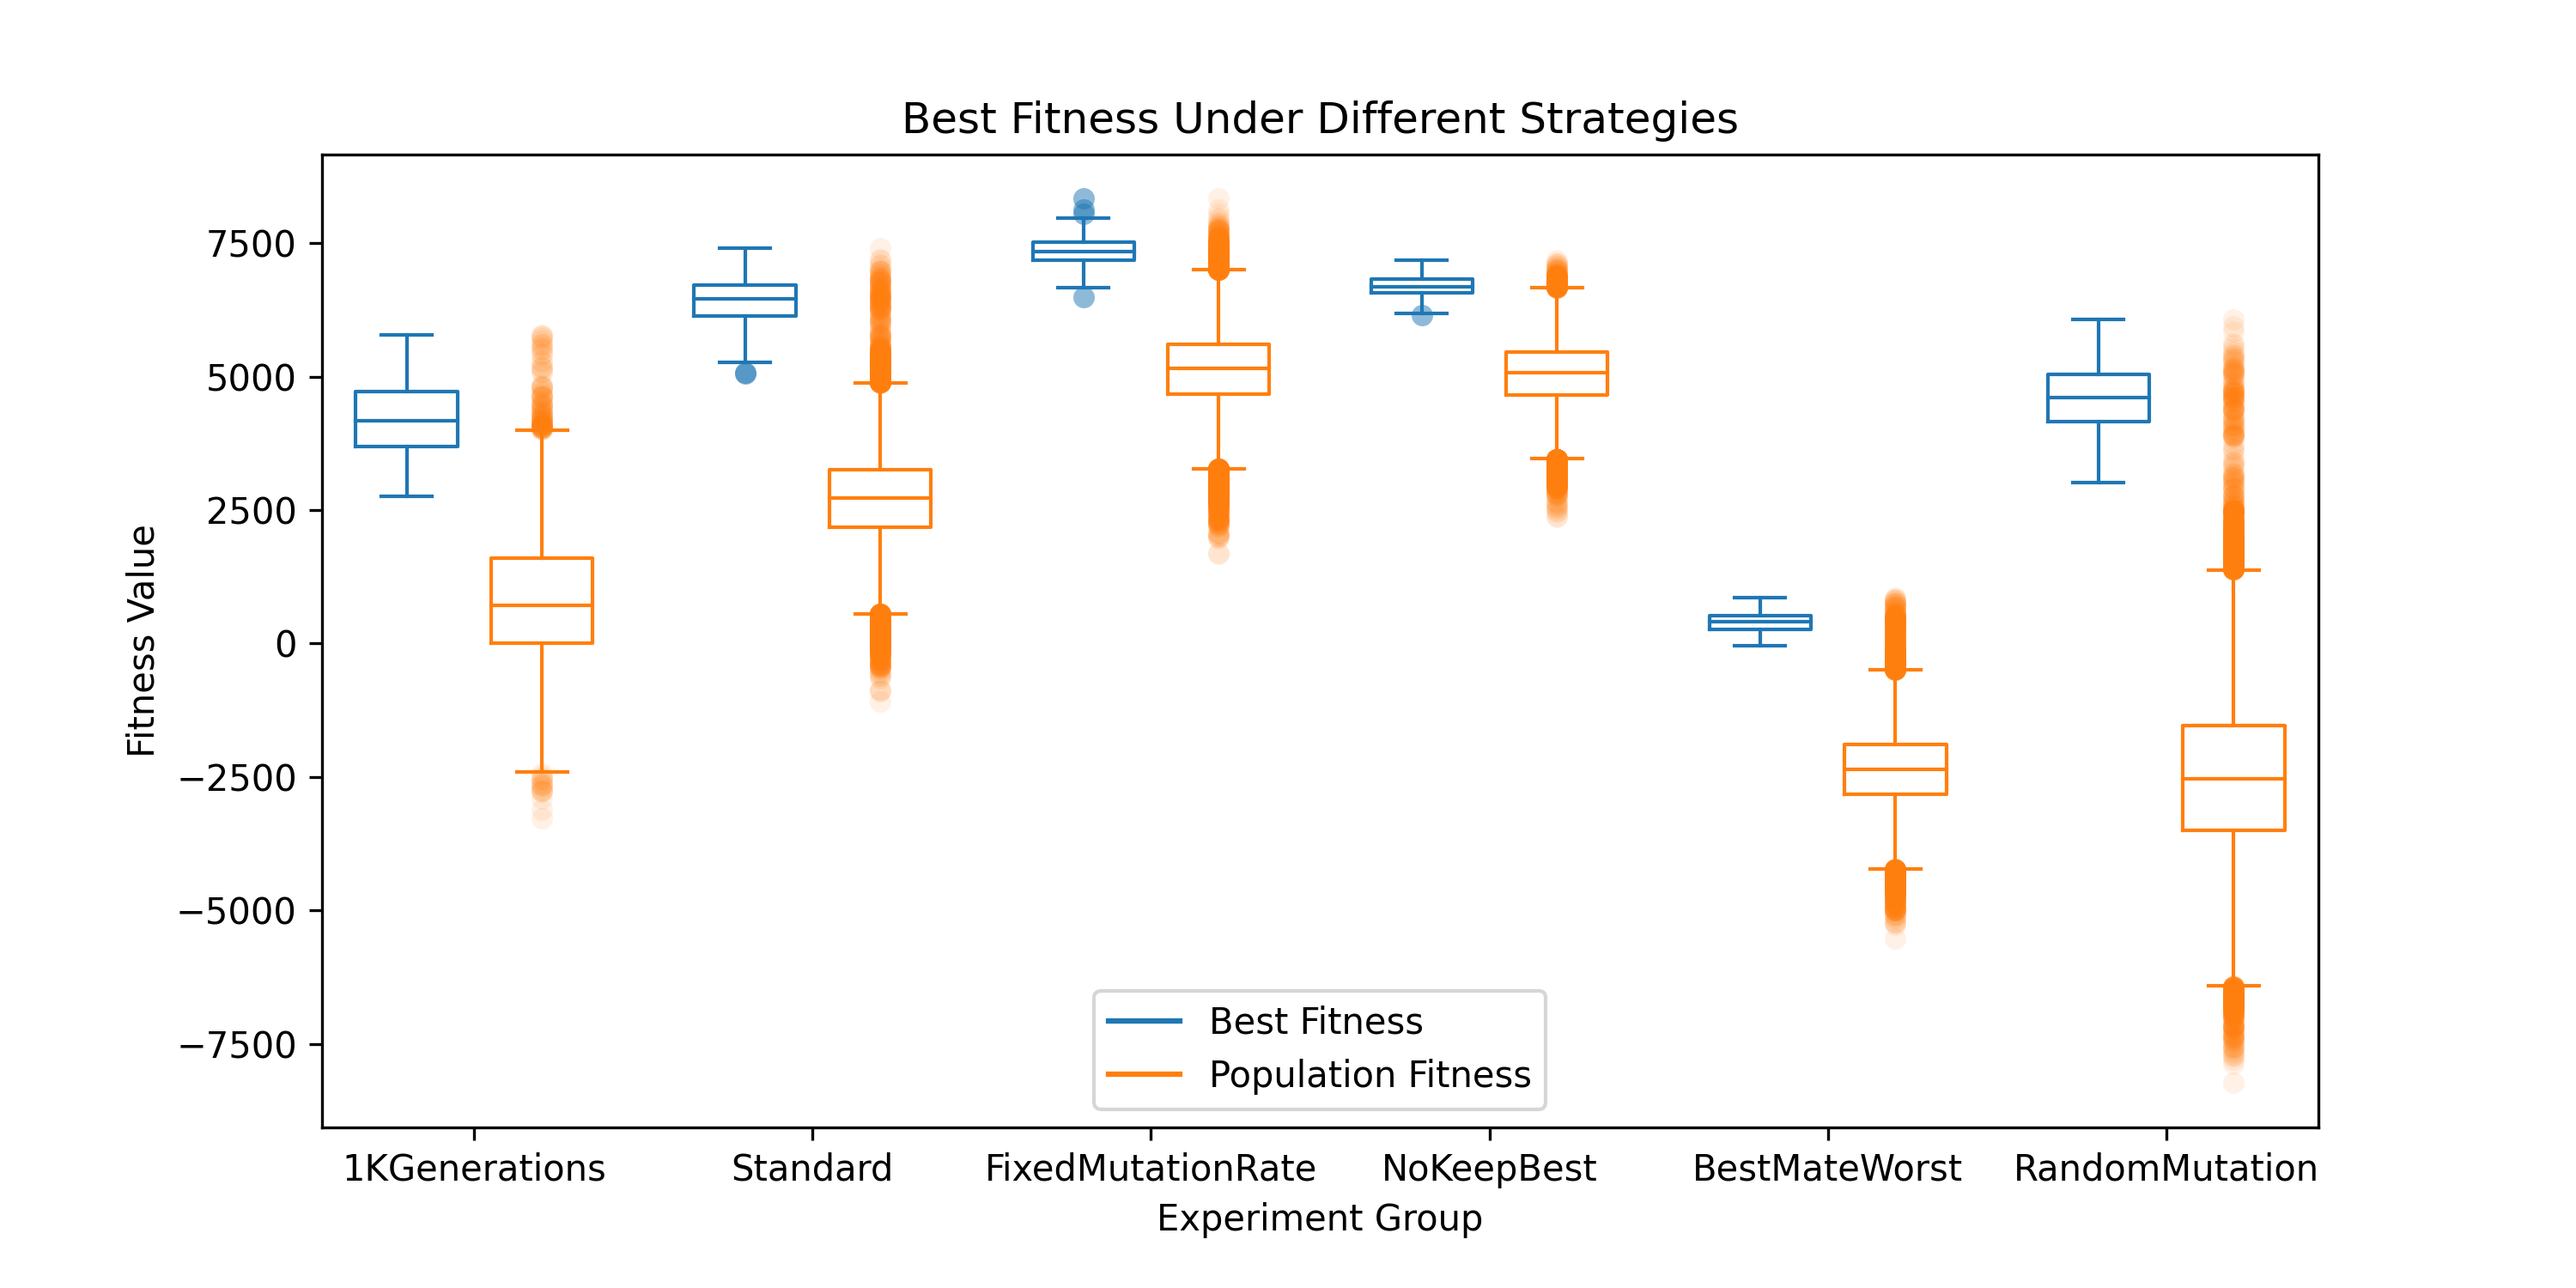 Best Fitness Under Different Strategies
Fitness Value
7500
5000
2500
0
−2500
−5000
−7500
Best Fitness
Population Fitness
1KGenerations
Standard
FixedMutationRate
NoKeepBest
BestMateWorst
RandomMutation
Experiment Group